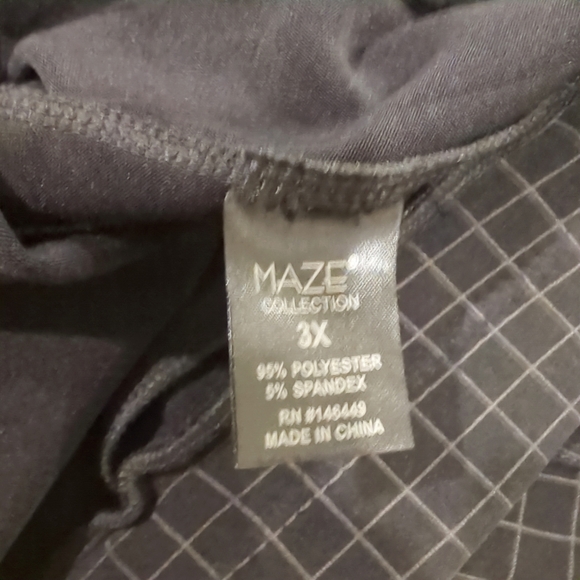 MAZE®
COLLECTION
3X
95% POLYESTER
5% SPANDEX
RN #146449
MADE IN CHINA